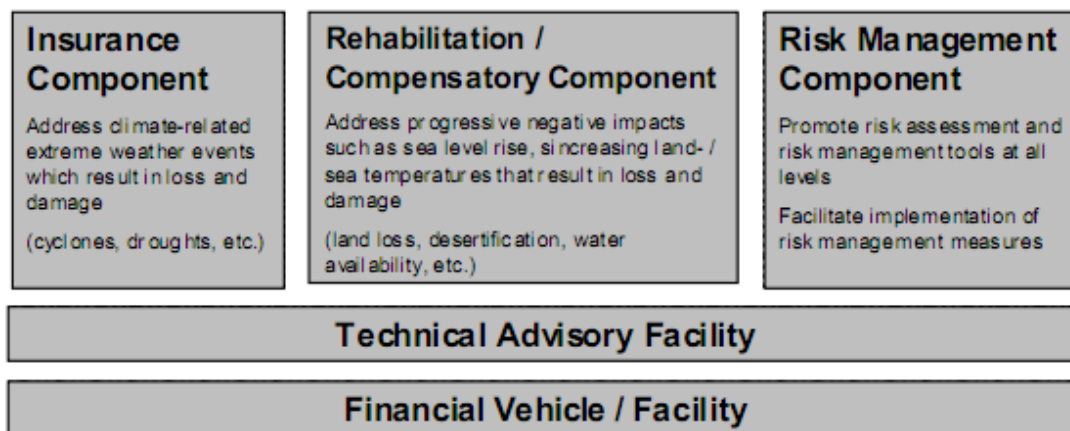 Insurance
Component
Address climate-related
extreme weather events
which result in loss and
damage
(cyclones, droughts, etc.)
Rehabilitation /
Compensatory Component
Address progressive negative impacts
such as sea level rise, sincreasing land- /
sea temperatures that result in loss and
damage
(land loss, desertification, water
availability, etc.)
Risk Management
Component
Promote risk assessment and
risk management tools at all
levels
Facilitate implementation of
risk management measures
Technical Advisory Facility
Financial Vehicle / Facility